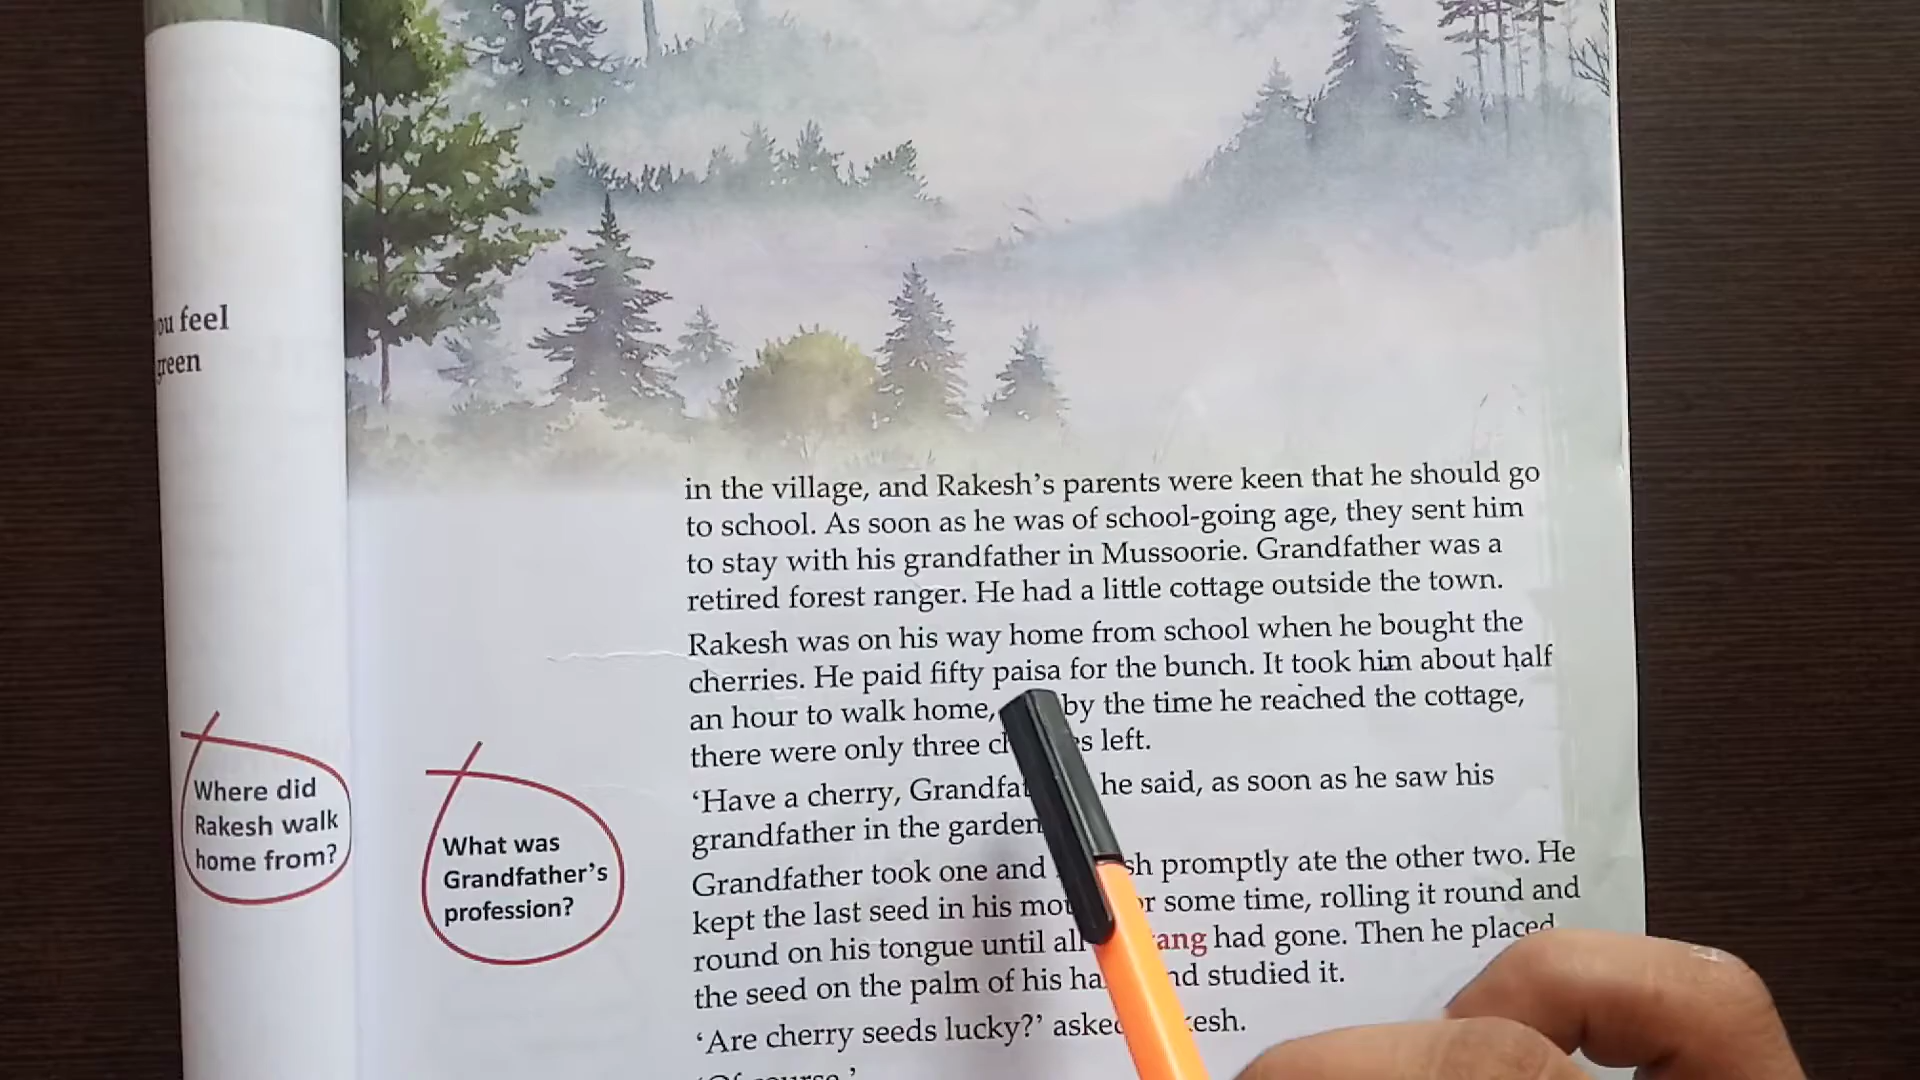 ou feel
green
Where did
Rakesh walk
home from?
What was
Grandfather's
profession?
in the village, and Rakesh's parents were keen that he should go
to school. As soon as he was of school-going age, they sent him
to stay with his grandfather in Mussoorie. Grandfather was a
retired forest ranger. He had a little cottage outside the town.
Rakesh was on his way home from school when he bought the
cherries. He paid fifty paisa for the bunch. It took him about half
an hour to walk home, by the time he reached the cottage,
there were only three left.
'Have a cherry, he said, as soon as he saw his
grandfather in the garden
Grandfather took one and promptly ate the other two. He
kept the last seed in his some time, rolling it round and
round on his tongue until all ang had gone. Then he placed
the seed on the palm of his studied it.
'Are cherry seeds lucky?' asked
'Of course.'